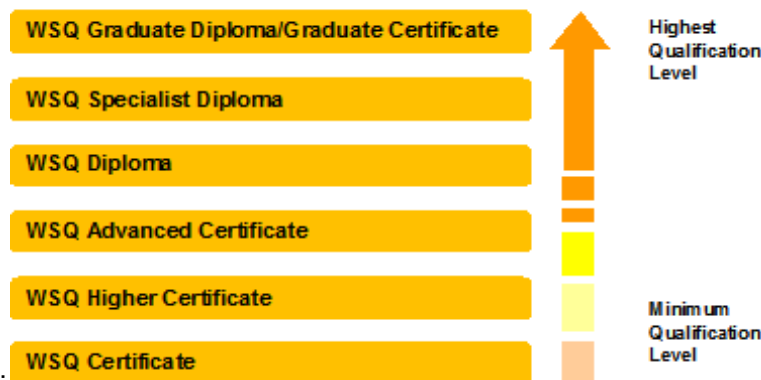 WSQ Graduate Diploma/Graduate Certificate
WSQ Specialist Diploma
WSQ Diploma
WSQ Advanced Certificate
WSQ Higher Certificate
WSQ Certificate
.
Highest
Qualification
Level
Minimum
Qualification
Level